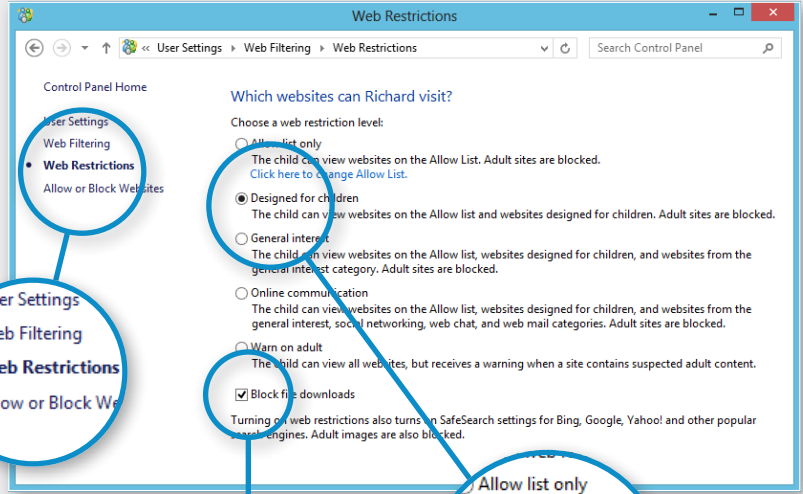 Web Restrictions
« User Settings Web Filtering Web Restrictions
Search Control Panel
Control Panel Home
User Settings
Web Filtering
Web Restrictions
Allow or Block Websites
Which websites can Richard visit?
Choose a web restriction level:
Allow list only
The child can view websites on the Allow List. Adult sites are blocked.
Click here to change Allow List.
Designed for children
The child can view websites on the Allow list and websites designed for children. Adult sites are blocked.
General interest
The child can view websites on the Allow list, websites designed for children, and websites from the
general interest category. Adult sites are blocked.
Online communication
The child can view websites on the Allow list, websites designed for children, and websites from the
general interest, social networking, web chat, and web mail categories. Adult sites are blocked.
Warn on adult
The child can view all websites, but receives a warning when a site contains suspected adult content.
Block file downloads
Turning on web restrictions also turns on SafeSearch settings for Bing, Google, Yahoo! and other popular
search engines. Adult images are also blocked.
er Settings
eb Filtering
eb Restrictions
ow or Block We
Allow list only